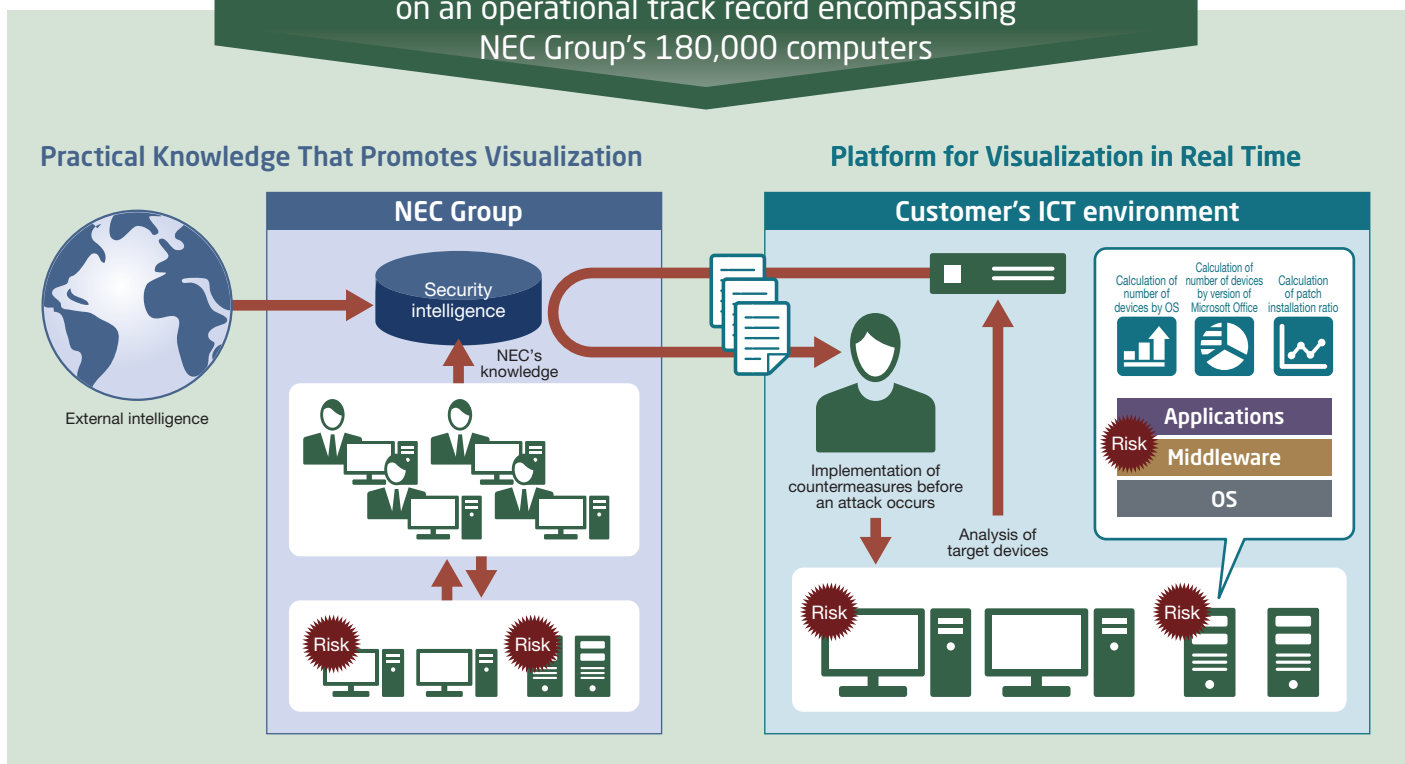 on an operational track record encompassing
NEC Group's 180,000 computers
Practical Knowledge That Promotes Visualization
Platform for Visualization in Real Time
NEC Group
Customer's ICT environment
Security
intelligence
NEC's
knowledge
External intelligence
Risk
Risk
Implementation of
countermeasures before
an attack occurs
Analysis of
target devices
Calculation of
number of
devices by OS
Calculation of
number of devices
by version of
Microsoft Office
Calculation
of patch
installation ratio
Applications
Risk
Middleware
OS
Risk
Risk